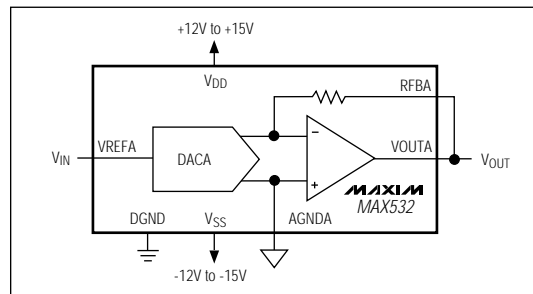 +12V to +15V
VDD
RFBA
VIN
VREFA
DACA
−
+
VOUTA
VOUT
MAXIM
MAX532
DGND
VSS
AGNDA
-12V to -15V